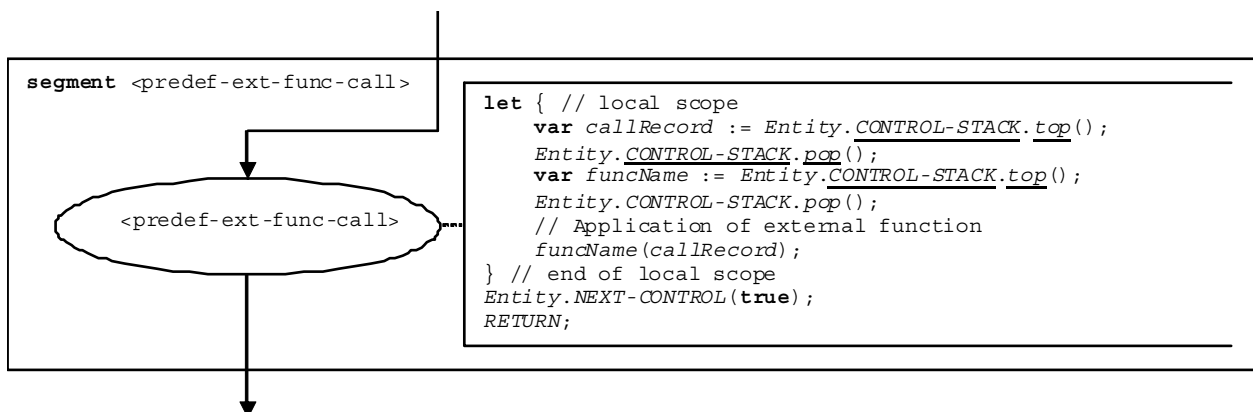 segment <predef-ext-func-call>
<predef-ext-func-call>
let { // local scope
var callRecord := Entity.CONTROL-STACK.top();
Entity.CONTROL-STACK.pop();
var funcName := Entity.CONTROL-STACK.top();
Entity.CONTROL-STACK.pop();
// Application of external function
funcName(callRecord);
} // end of local scope
Entity.NEXT-CONTROL(true);
RETURN;